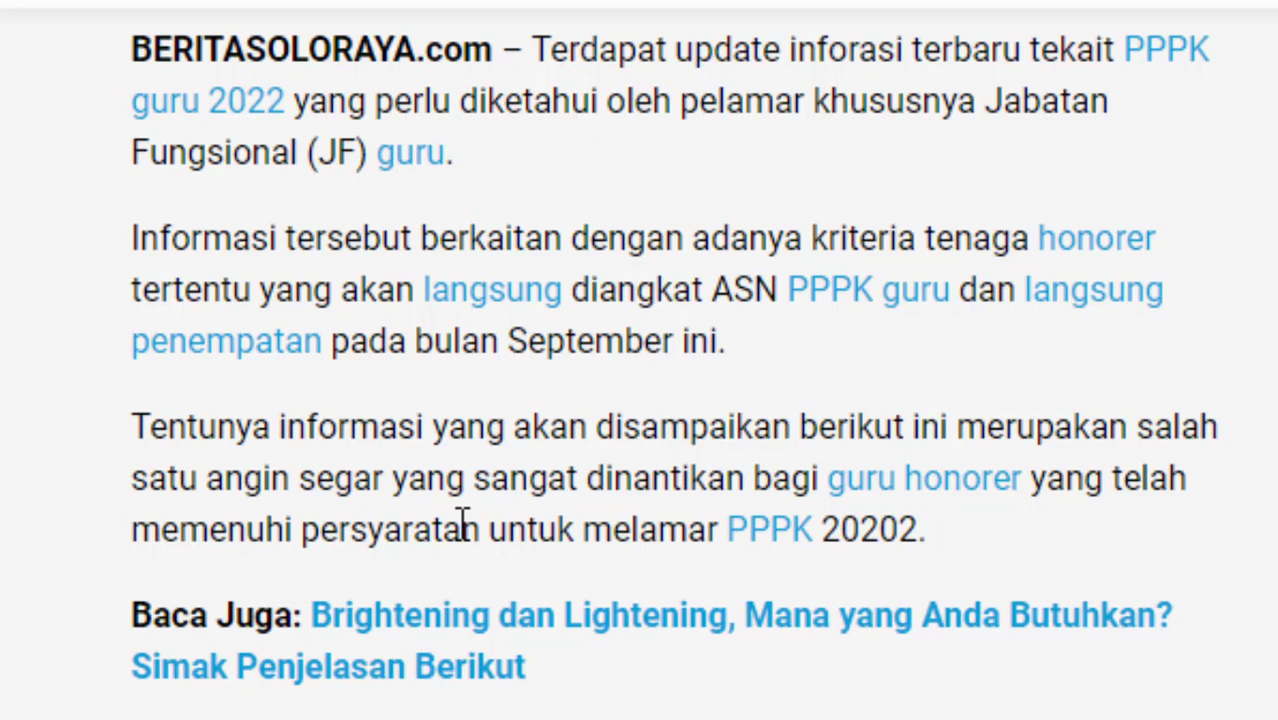 BERITASOLORAYA.com – Terdapat update inforasi terbaru tekait PPPK
guru 2022 yang perlu diketahui oleh pelamar khususnya Jabatan
Fungsional (JF) guru.
Informasi tersebut berkaitan dengan adanya kriteria tenaga honorer
tertentu yang akan langsung diangkat ASN PPPK guru dan langsung
penempatan pada bulan September ini.
Tentunya informasi yang akan disampaikan berikut ini merupakan salah
satu angin segar yang sangat dinantikan bagi guru honorer yang telah
memenuhi persyaratan untuk melamar PPPK 20202.
Baca Juga: Brightening dan Lightening, Mana yang Anda Butuhkan?
Simak Penjelasan Berikut